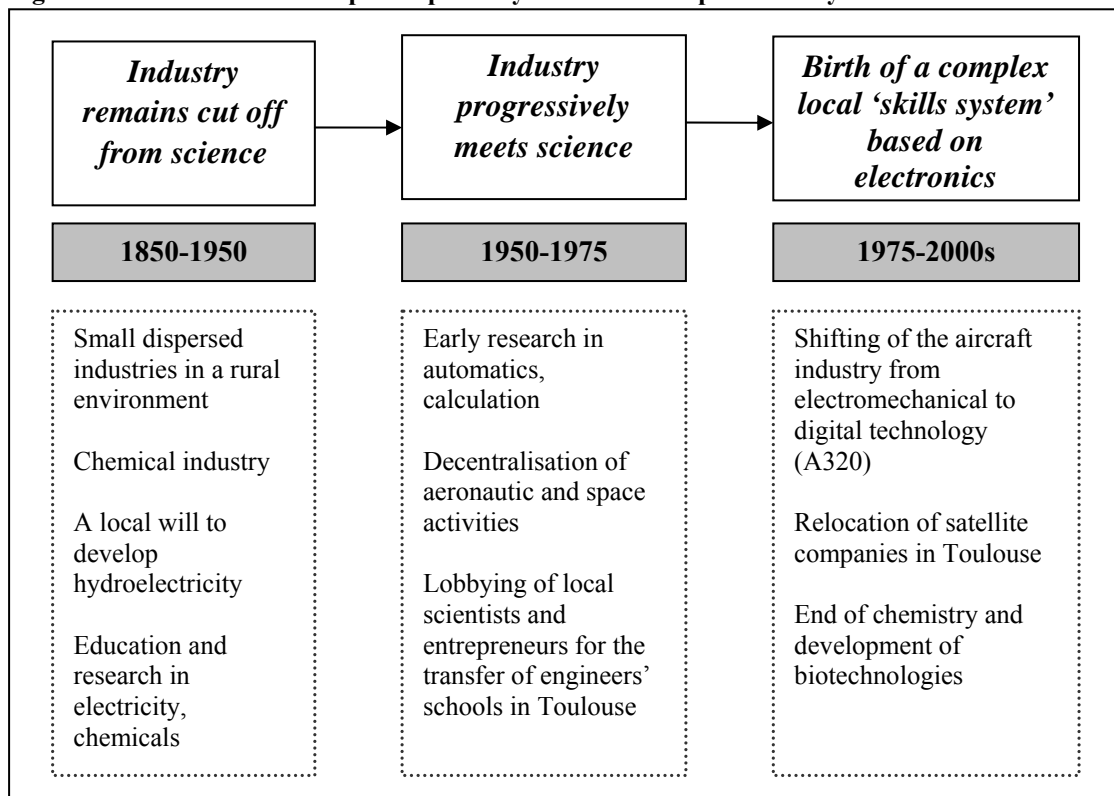 Industry
remains cut off
from science
Industry
progressively
meets science
Birth of a complex
local ‘skills system’
based on
electronics
1850-1950
1950-1975
1975-2000s
Small dispersed
industries in a rural
environment
Chemical industry
A local will to
develop
hydroelectricity
Education and
research in
electricity,
chemicals
Early research in
automatics,
calculation
Decentralisation of
aeronautic and space
activities
Lobbying of local
scientists and
entrepreneurs for the
transfer of engineers’
schools in Toulouse
Shifting of the aircraft
industry from
electromechanical to
digital technology
(A320)
Relocation of satellite
companies in Toulouse
End of chemistry and
development of
biotechnologies